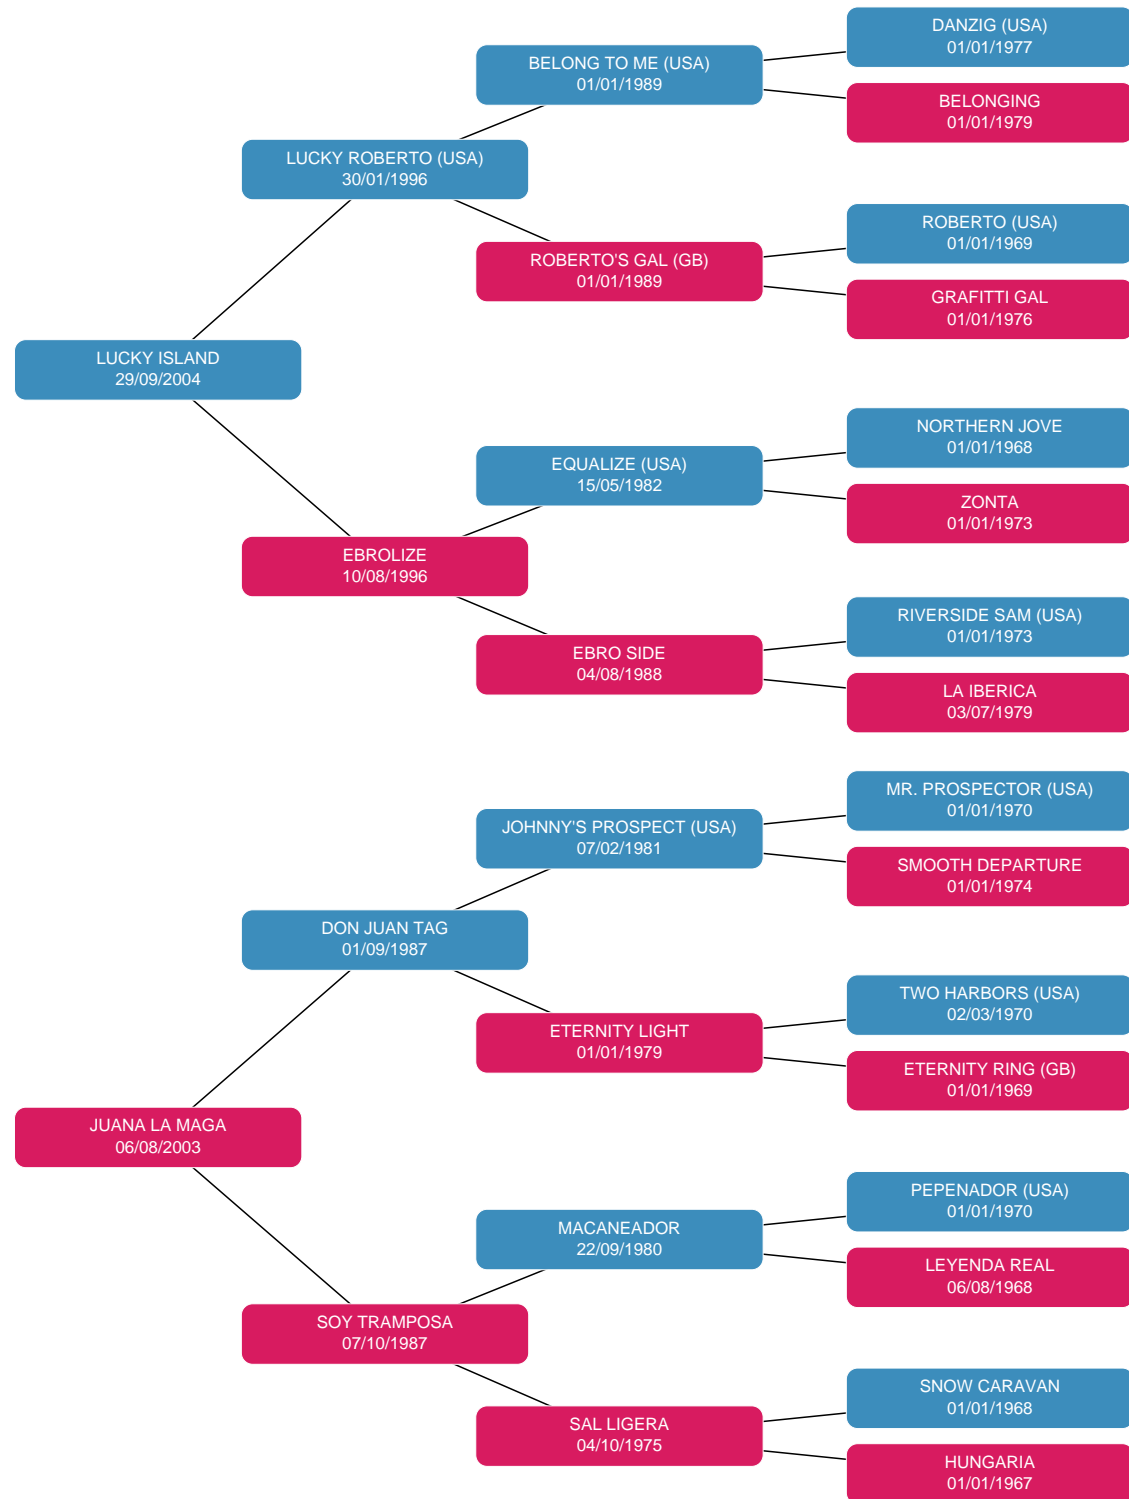 DANZIG (USA)
01/01/1977
BELONG TO ME (USA)
01/01/1989
BELONGING
01/01/1979
LUCKY ROBERTO (USA)
30/01/1996
ROBERTO (USA)
01/01/1969
ROBERTO'S GAL (GB)
01/01/1989
GRAFITTI GAL
01/01/1976
LUCKY ISLAND
29/09/2004
NORTHERN JOVE
01/01/1968
EQUALIZE (USA)
15/05/1982
ZONTA
01/01/1973
EBROLIZE
10/08/1996
RIVERSIDE SAM (USA)
01/01/1973
EBRO SIDE
04/08/1988
LA IBERICA
03/07/1979
MR. PROSPECTOR (USA)
01/01/1970
JOHNNY'S PROSPECT (USA)
07/02/1981
SMOOTH DEPARTURE
01/01/1974
DON JUAN TAG
01/09/1987
TWO HARBORS (USA)
02/03/1970
ETERNITY LIGHT
01/01/1979
ETERNITY RING (GB)
01/01/1969
JUANA LA MAGA
06/08/2003
PEPENADOR (USA)
01/01/1970
MACANEADOR
22/09/1980
LEYENDA REAL
06/08/1968
SOY TRAMPOSA
07/10/1987
SNOW CARAVAN
01/01/1968
SAL LIGERA
04/10/1975
HUNGARIA
01/01/1967